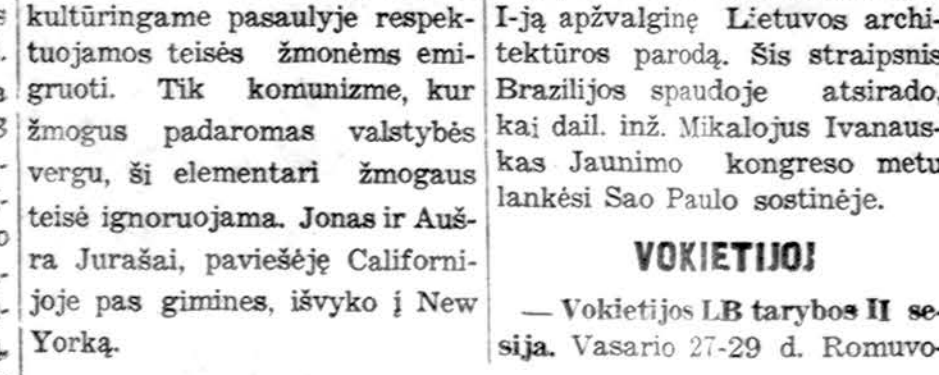 kultūringame pasaulyje respek-
tuojamos teisės žmonėms emi-
gruoti. Tik komunizme, kur
žmogus padaromas valstybės
vergu, ši elementari žmogaus
teisė ignoruojama. Jonas ir Auš-
ra Jurašai, paviešėję Californi-
joje pas gimines, išvyko į New
Yorką.
I-ją apžvalginę Lietuvos archi-
tektūros parodą. Šis straipsnis
Brazilijos spaudoje atsirado,
kai dail. inž. Mikalojus Ivanaus-
kas Jaunimo kongreso metu
lankėsi Sao Paulo sostinėje.
VOKIETIJOJ
— Vokietijos LB tarybos II se-
sija. Vasario 27-29 d. Romuvo-